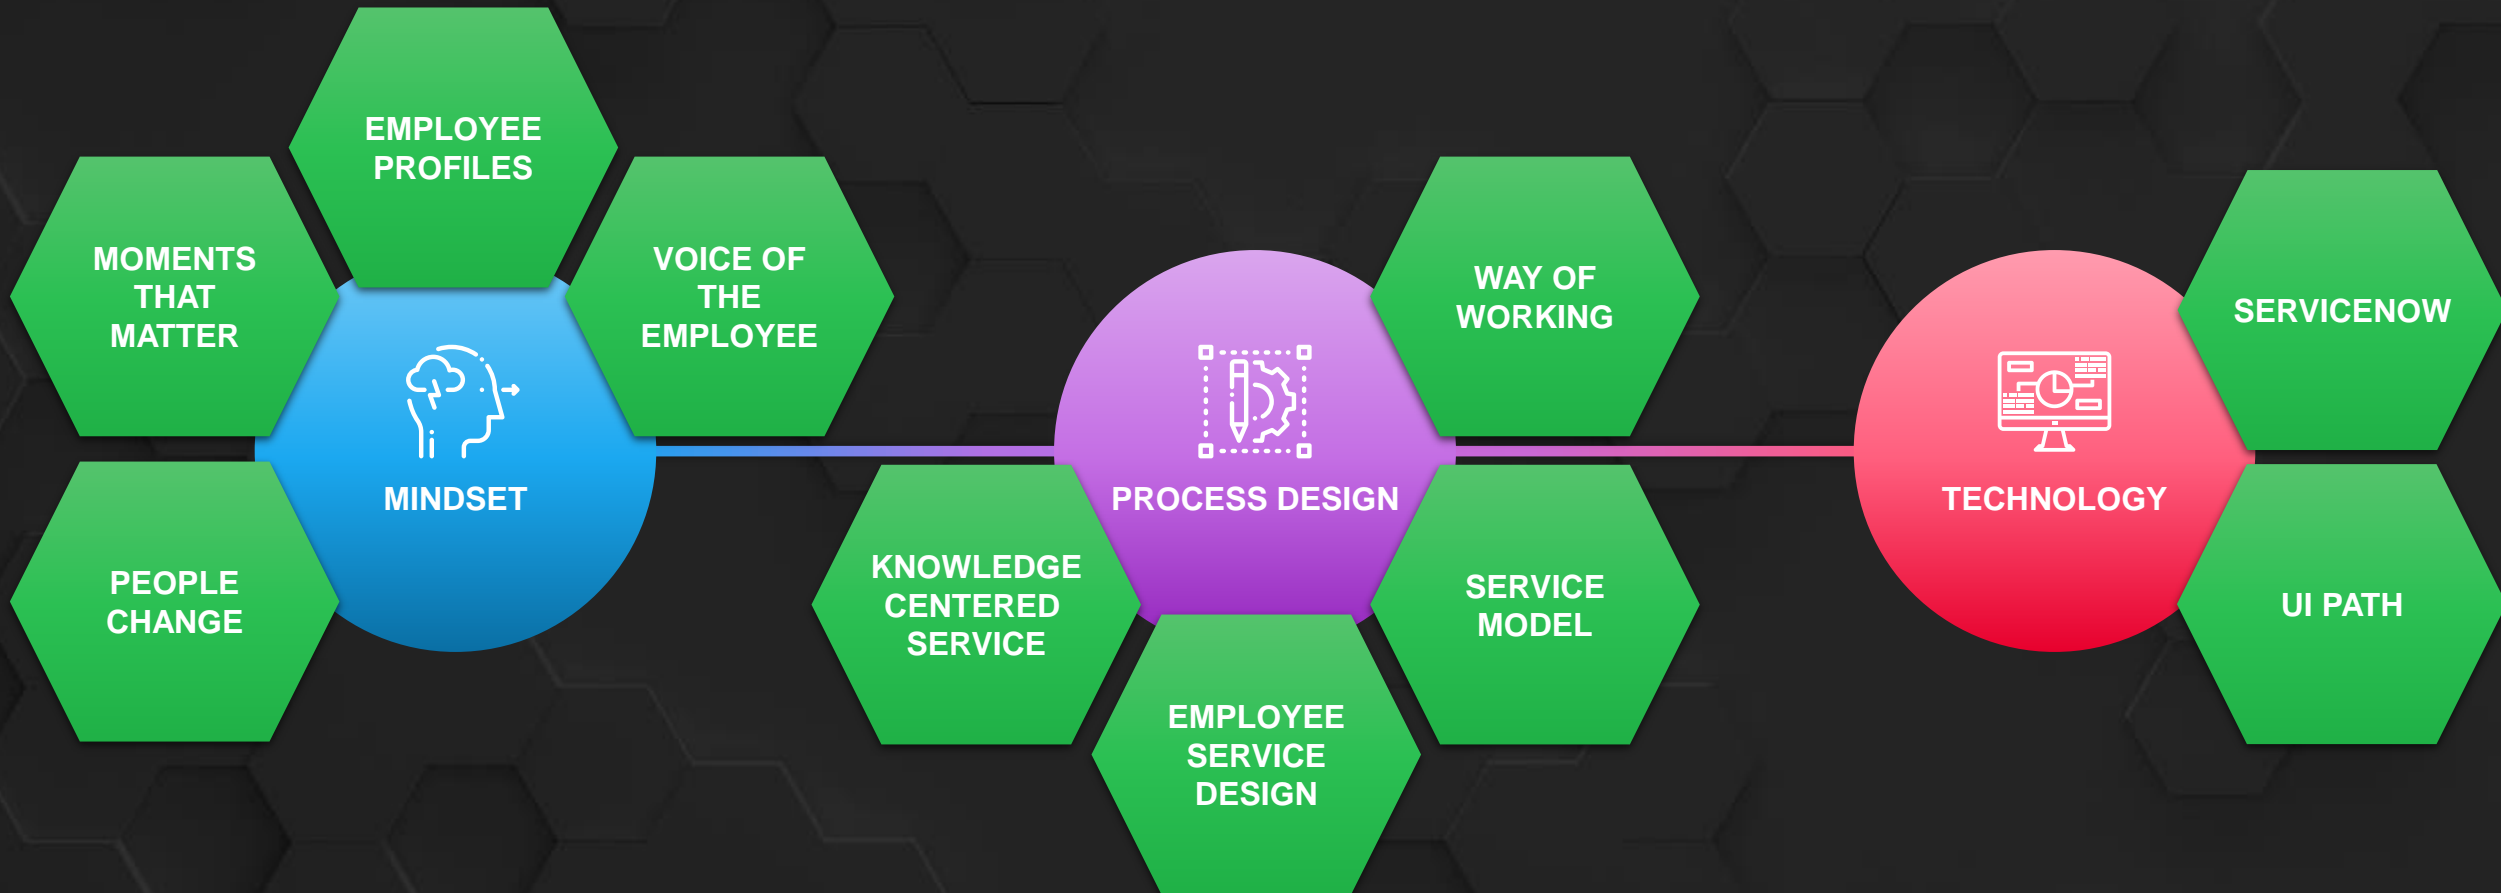 EMPLOYEE
PROFILES
MOMENTS
THAT
MATTER
VOICE OF
THE
EMPLOYEE
MINDSET
PEOPLE
CHANGE
WAY OF
WORKING
PROCESS DESIGN
KNOWLEDGE
CENTERED
SERVICE
SERVICE
MODEL
EMPLOYEE
SERVICE
DESIGN
SERVICENOW
TECHNOLOGY
UI PATH